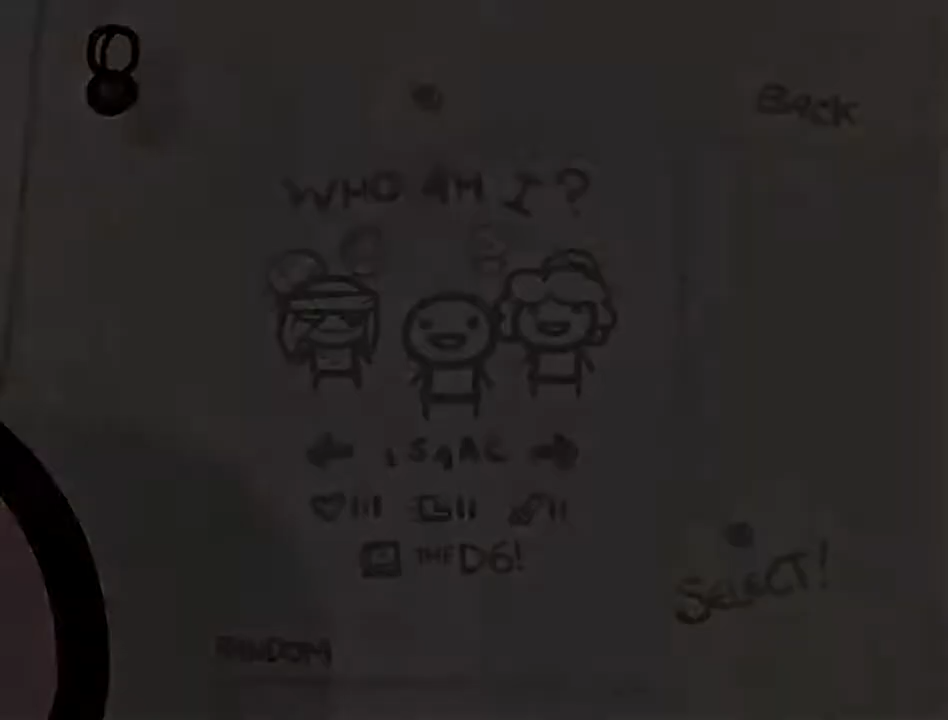 BACK
WHO AM I?
ISAAC
THE D6!
SELECT!
RANDOM